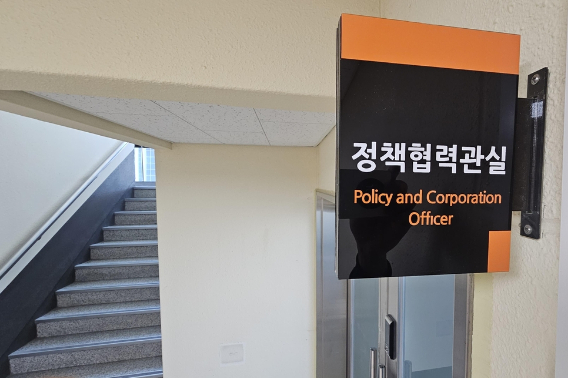 정책협력관실
Policy and Corporation
Officer